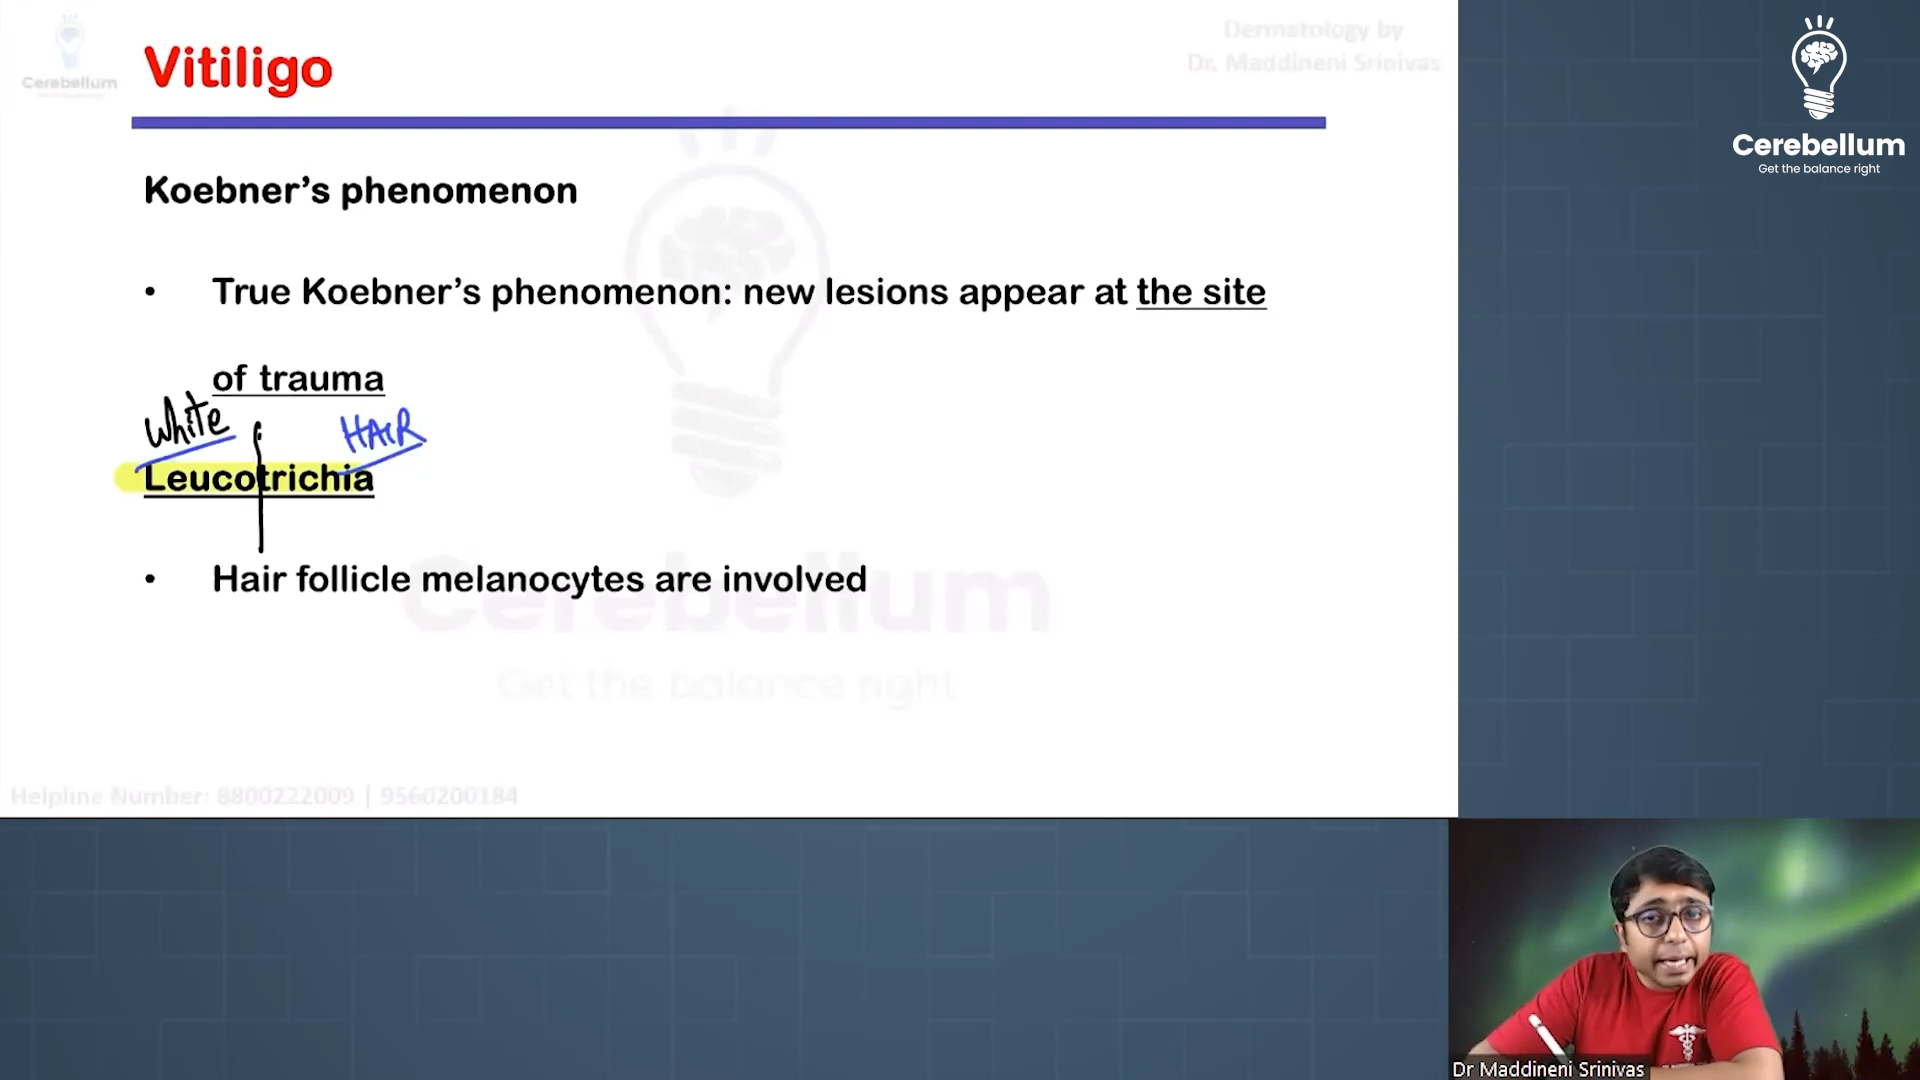 Cerebellum
Vitiligo
Dermatology by
Dr. Maddineni Srinivas
Cerebellum
Get the balance right
Koebner’s phenomenon
• True Koebner’s phenomenon: new lesions appear at the site
of trauma
White HAIR
Leucotrichia
• Hair follicle melanocytes are involved
Cerebellum
Get the balance right
Helpline Number: 8800222009 | 9560200184
Dr Maddineni Srinivas